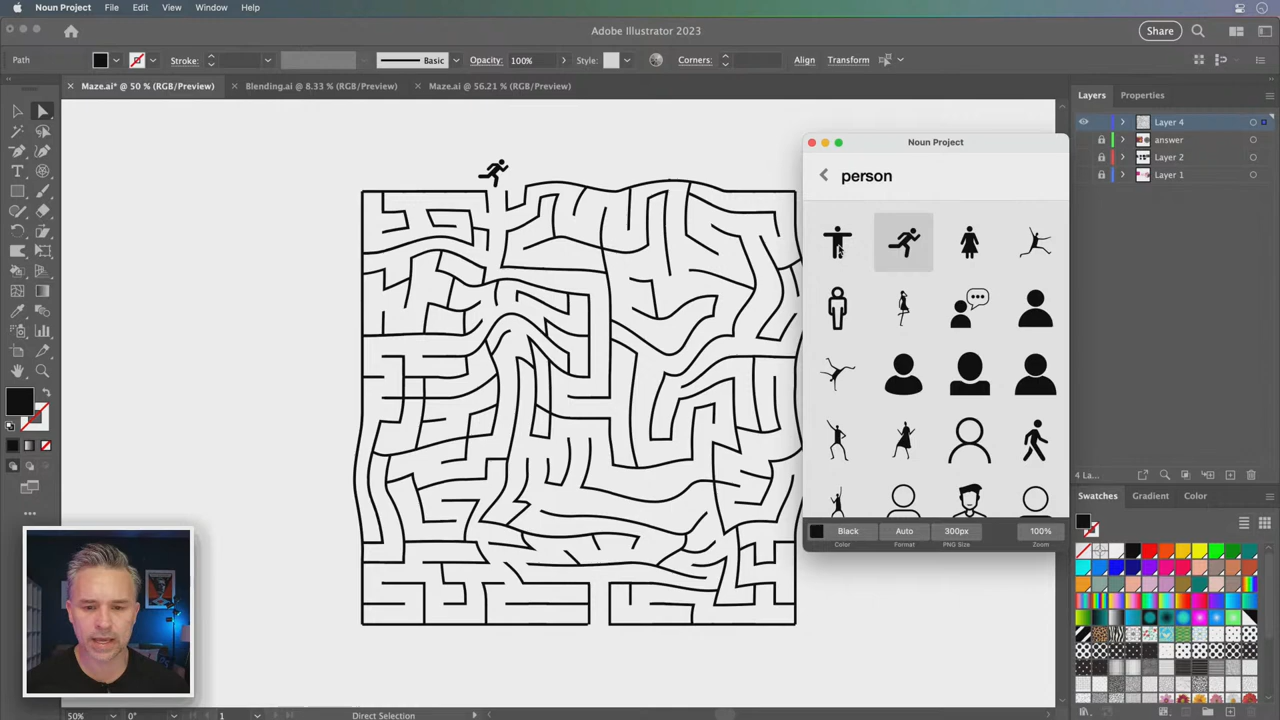 Noun Project File Edit View Window Help
Adobe Illustrator 2023
Share
Path
Stroke:
Basic
Opacity: 100%
Style:
Corners:
Align
Transform
Maze.ai* @ 50 % (RGB/Preview)
Blending.ai @ 8.33 % (RGB/Preview)
Maze.ai @ 56.21 % (RGB/Preview)
Layers
Properties
Layer 4
answer
Layer 2
Layer 1
Noun Project
person
Black
Auto
300px
100%
Color
Format
PNG Size
Zoom
4 La...
Swatches
Gradient
Color
50%
0°
1
Direct Selection